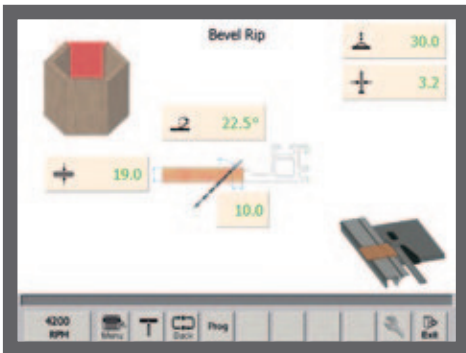 Bevel Rip
30.0
3.2
22.5°
19.0
10.0
4200
RPM
Menu
Back
Prog
Exit